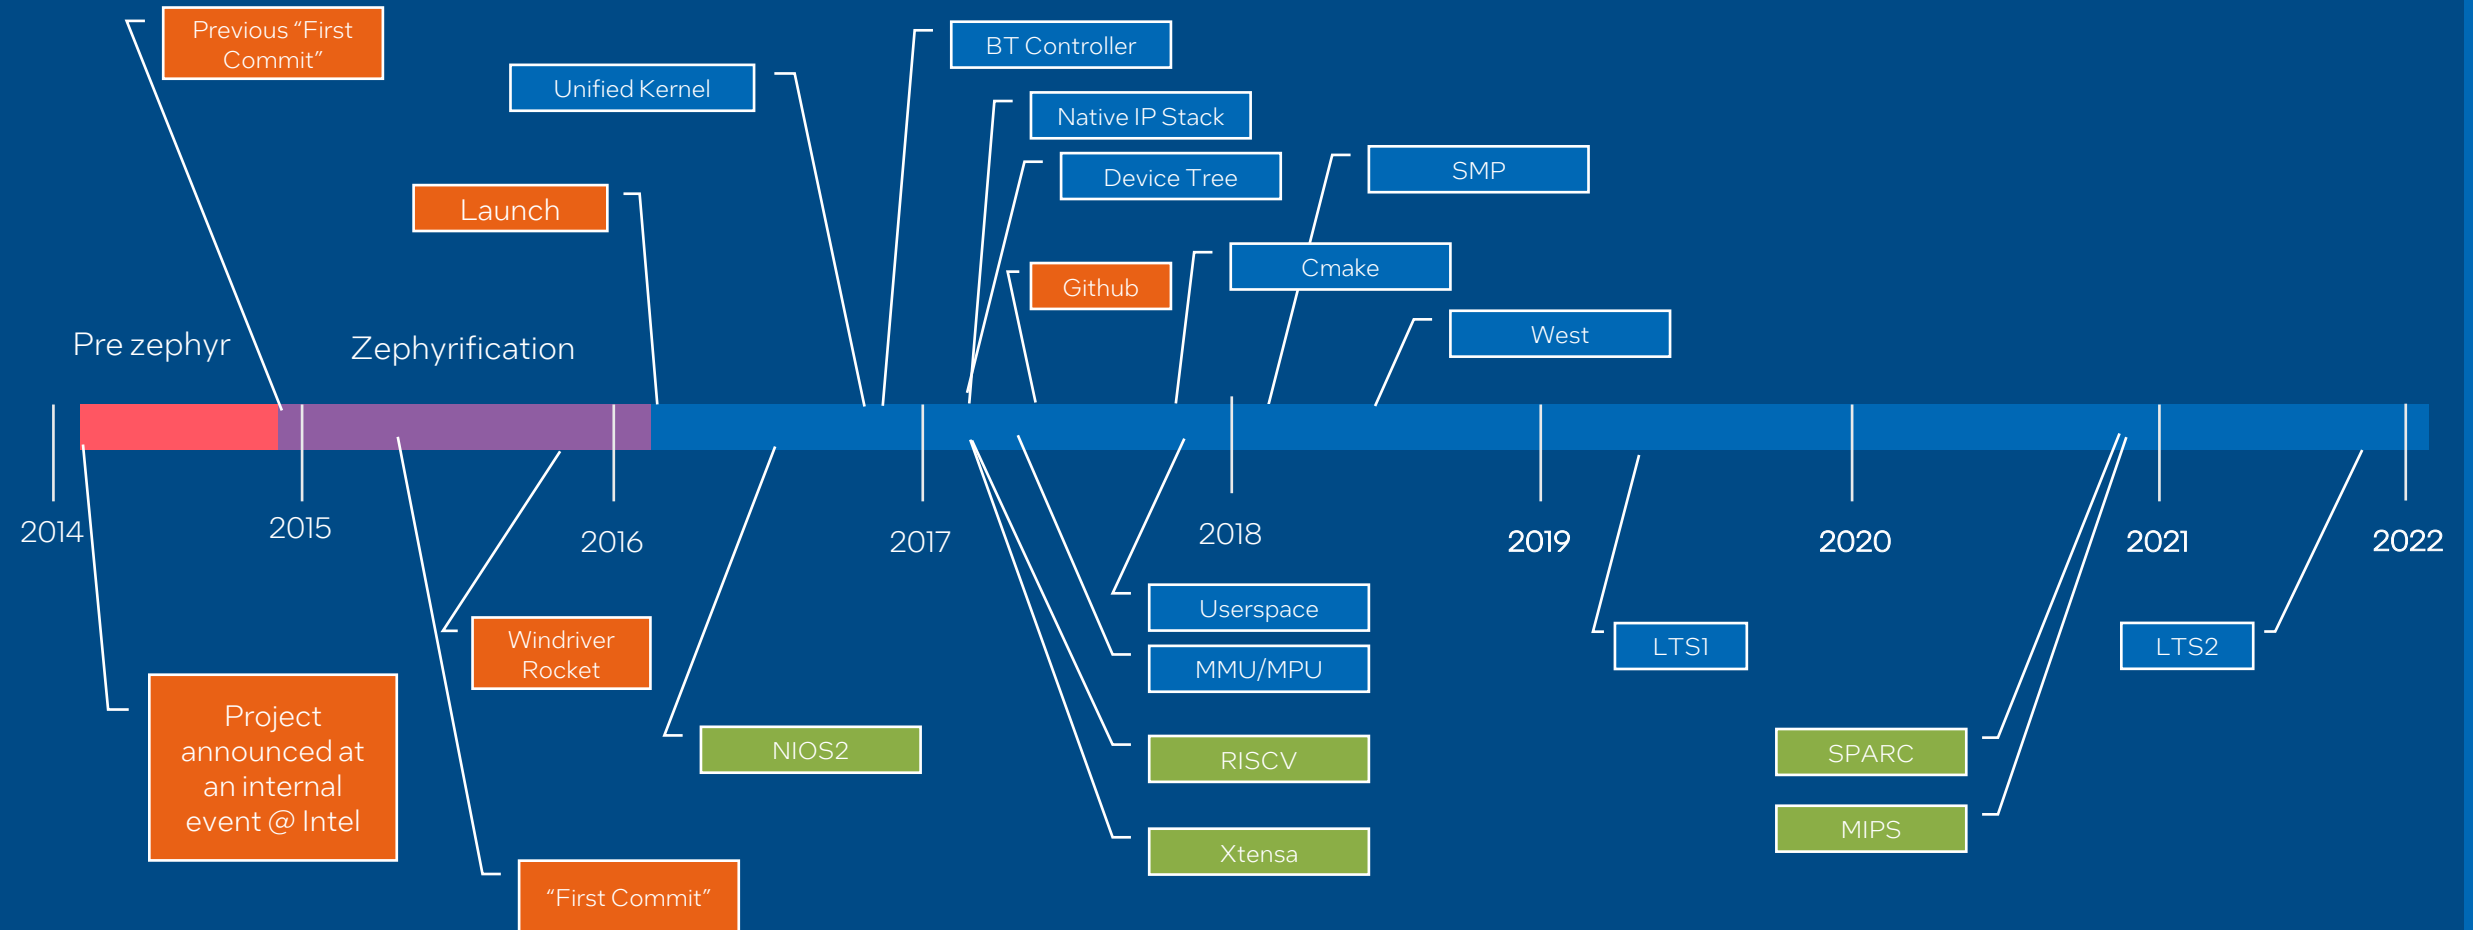 Previous “First
Commit”
BT Controller
Unified Kernel
Native IP Stack
Device Tree
SMP
Launch
Cmake
Github
West
Pre zephyr
Zephyrification
2014
2015
2016
2017
2018
2019
2020
2021
2022
Userspace
Windriver
Rocket
LTS1
LTS2
MMU/MPU
Project
announced at
an internal
event @ Intel
NIOS2
RISCV
SPARC
MIPS
Xtensa
“First Commit”